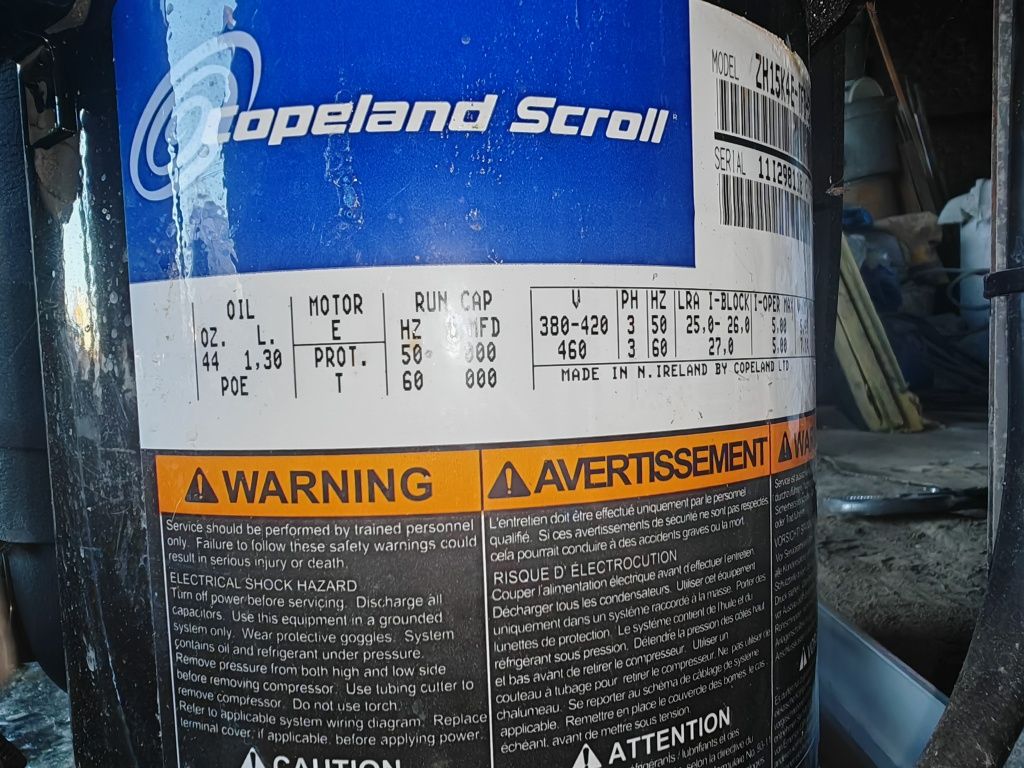 Copeland Scroll
MODEL
SERIAL
OIL
OZ. L.
44 1,30
POE
MOTOR
E
PROT.
T
RUN CAP
HZ MFD
50 000
60 000
V PH HZ LRA I-BLOCK I-OPER
380-420 3 50 25.0- 26.0 5.00
460 3 60 27.0 5.00
MADE IN N.IRELAND BY COPELAND LTD
WARNING
Service should be performed by trained personnel
only. Failure to follow these safety warnings could
result in serious injury or death.
ELECTRICAL SHOCK HAZARD
Turn off power before servicing. Discharge all
capacitors. Use this equipment in a grounded
system only. Wear protective goggles. System
contains oil and refrigerant under pressure.
Remove pressure from both high and low side
before removing compressor. Use tubing cutter to
remove compressor. Do not use torch.
Refer to applicable system wiring diagram. Replace
terminal cover, if applicable, before applying power.
CAUTION
AVERTISSEMENT
L'entretien doit être effectué uniquement par le personnel
qualifié. Si ces avertissements de securité ne sont pas respectés,
cela pourrait conduire à des accidents graves ou la mort.
RISQUE D' ÉLECTROCUTION
Couper l'alimentation électrique avant d'effectuer l'entretien.
Décharger tous les condensateurs. Utiliser cet équipement
uniquement dans un système raccordé à la masse. Porter des
lunettes de protection. Le système contient de l'huile et du
réfrigérant sous pression. Détendre la pression des côtés haut
et bas avant de retirer le compresseur. Utiliser un
couteau à tubage pour retirer le compresseur. Ne pas utiliser de
chalumeau. Se reporter au schéma de câblage de système
applicable. Remettre en place le couvercle des bornes, le cas
échéant, avant de mettre sous tension.
ATTENTION